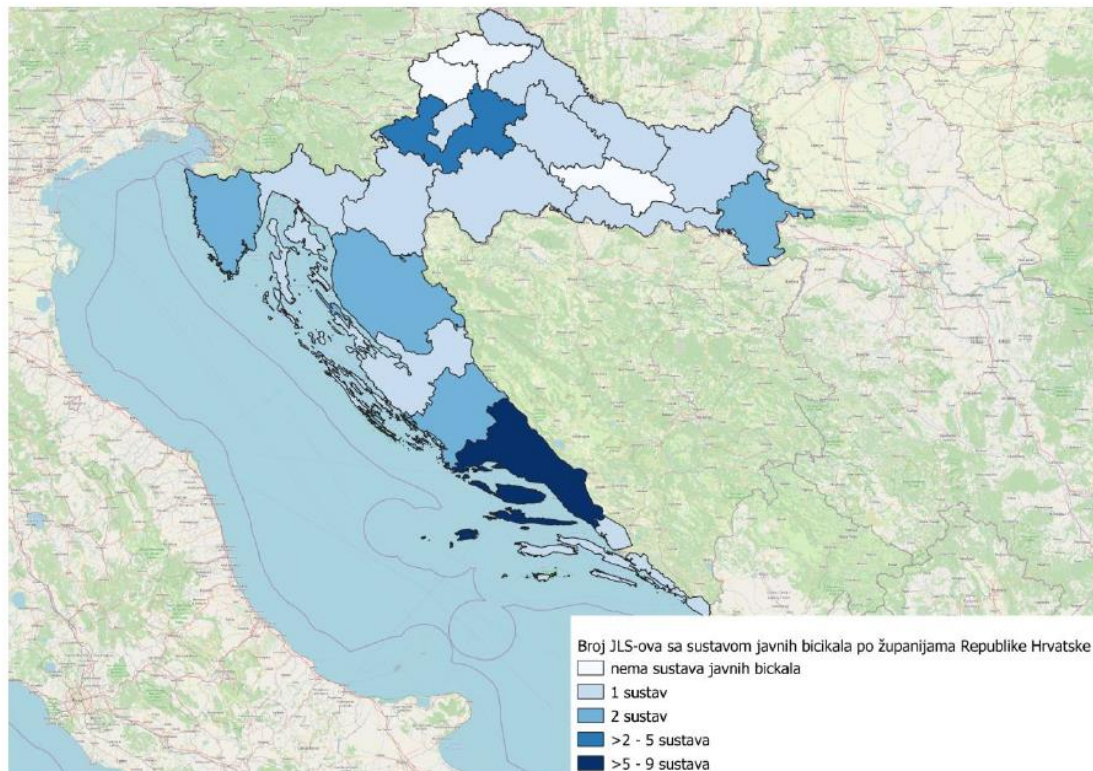 Broj JLS-ova sa sustavom javnih bicikala po županijama Republike Hrvatske
nema sustava javnih bickala
1 sustav
2 sustav
>2 - 5 sustava
>5 - 9 sustava